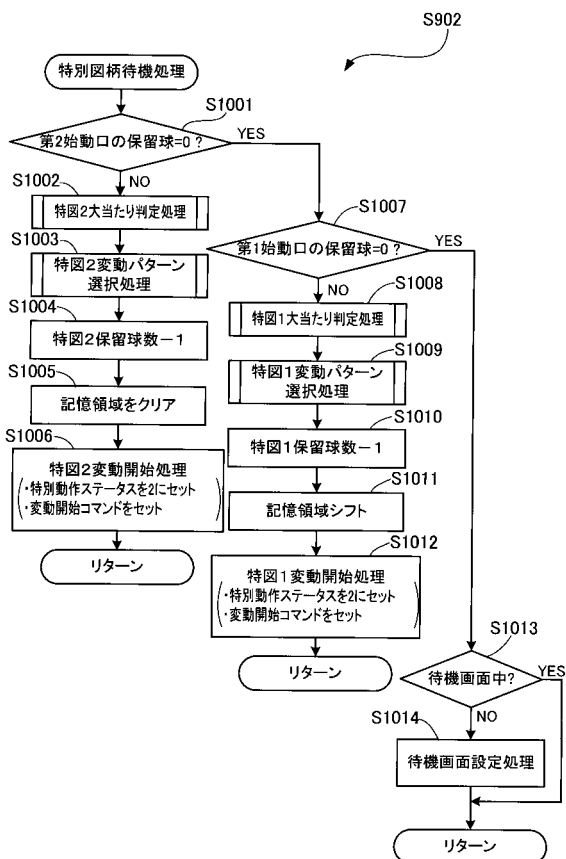 S902
特別図柄待機処理
S1001
第2始動口の保留球=0?
YES
NO
S1002
特図2大当たり判定処理
S1003
特図2変動パターン
選択処理
S1004
特図2保留球数－1
S1005
記憶領域をクリア
S1006
特図2変動開始処理
・特別動作ステータスを2にセット
・変動開始コマンドをセット
リターン
S1007
第1始動口の保留球=0?
YES
NO
S1008
特図1大当たり判定処理
S1009
特図1変動パターン
選択処理
S1010
特図1保留球数－1
S1011
記憶領域シフト
S1012
特図1変動開始処理
・特別動作ステータスを2にセット
・変動開始コマンドをセット
リターン
S1013
待機画面中?
YES
NO
S1014
待機画面設定処理
リターン